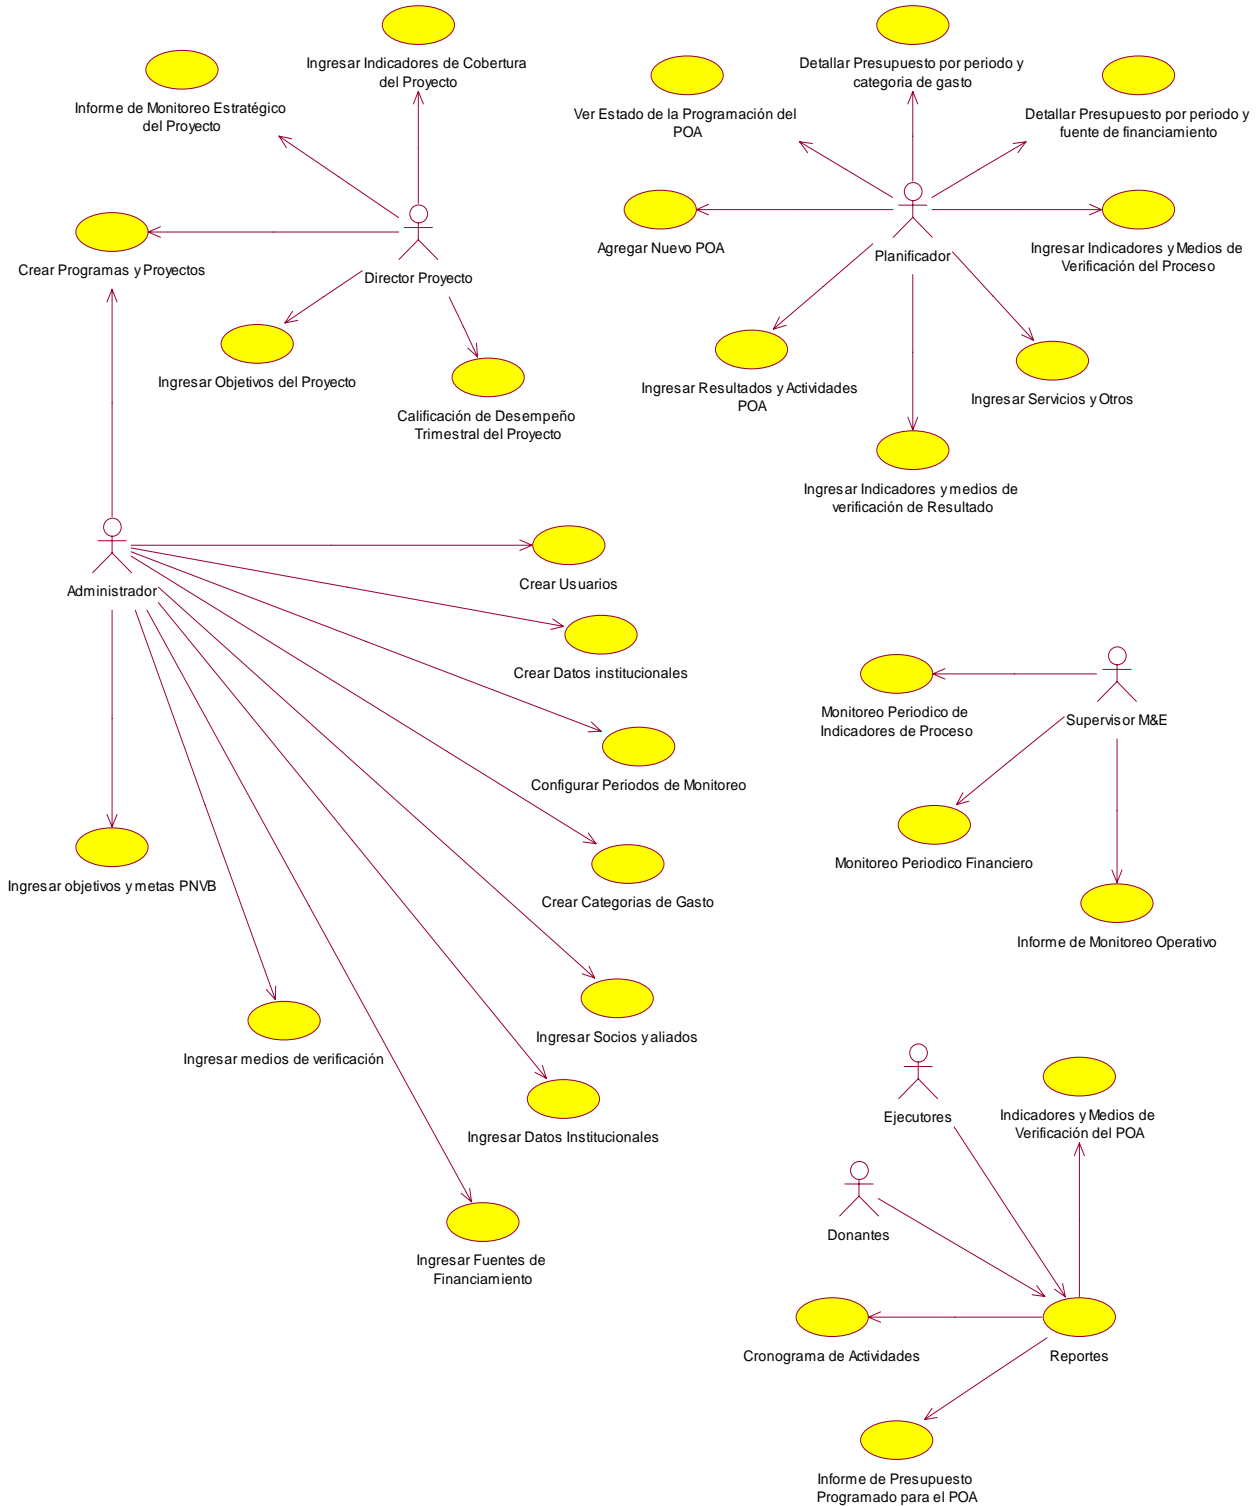 Ingresar Indicadores de Cobertura
del Proyecto
Informe de Monitoreo Estratégico
del Proyecto
Crear Programas y Proyectos
Director Proyecto
Ingresar Objetivos del Proyecto
Calificación de Desempeño
Trimestral del Proyecto
Detallar Presupuesto por periodo y
categoria de gasto
Ver Estado de la Programación del
POA
Detallar Presupuesto por periodo y
fuente de financiamiento
Agregar Nuevo POA
Planificador
Ingresar Indicadores y Medios de
Verificación del Proceso
Ingresar Resultados y Actividades
POA
Ingresar Servicios y Otros
Ingresar Indicadores y medios de
verificación de Resultado
Administrador
Crear Usuarios
Crear Datos institucionales
Configurar Periodos de Monitoreo
Crear Categorias de Gasto
Ingresar objetivos y metas PNVB
Ingresar Socios y aliados
Ingresar medios de verificación
Ingresar Datos Institucionales
Ingresar Fuentes de
Financiamiento
Monitoreo Periodico de
Indicadores de Proceso
Supervisor M&E
Monitoreo Periodico Financiero
Informe de Monitoreo Operativo
Ejecutores
Indicadores y Medios de
Verificación del POA
Donantes
Cronograma de Actividades
Reportes
Informe de Presupuesto
Programado para el POA